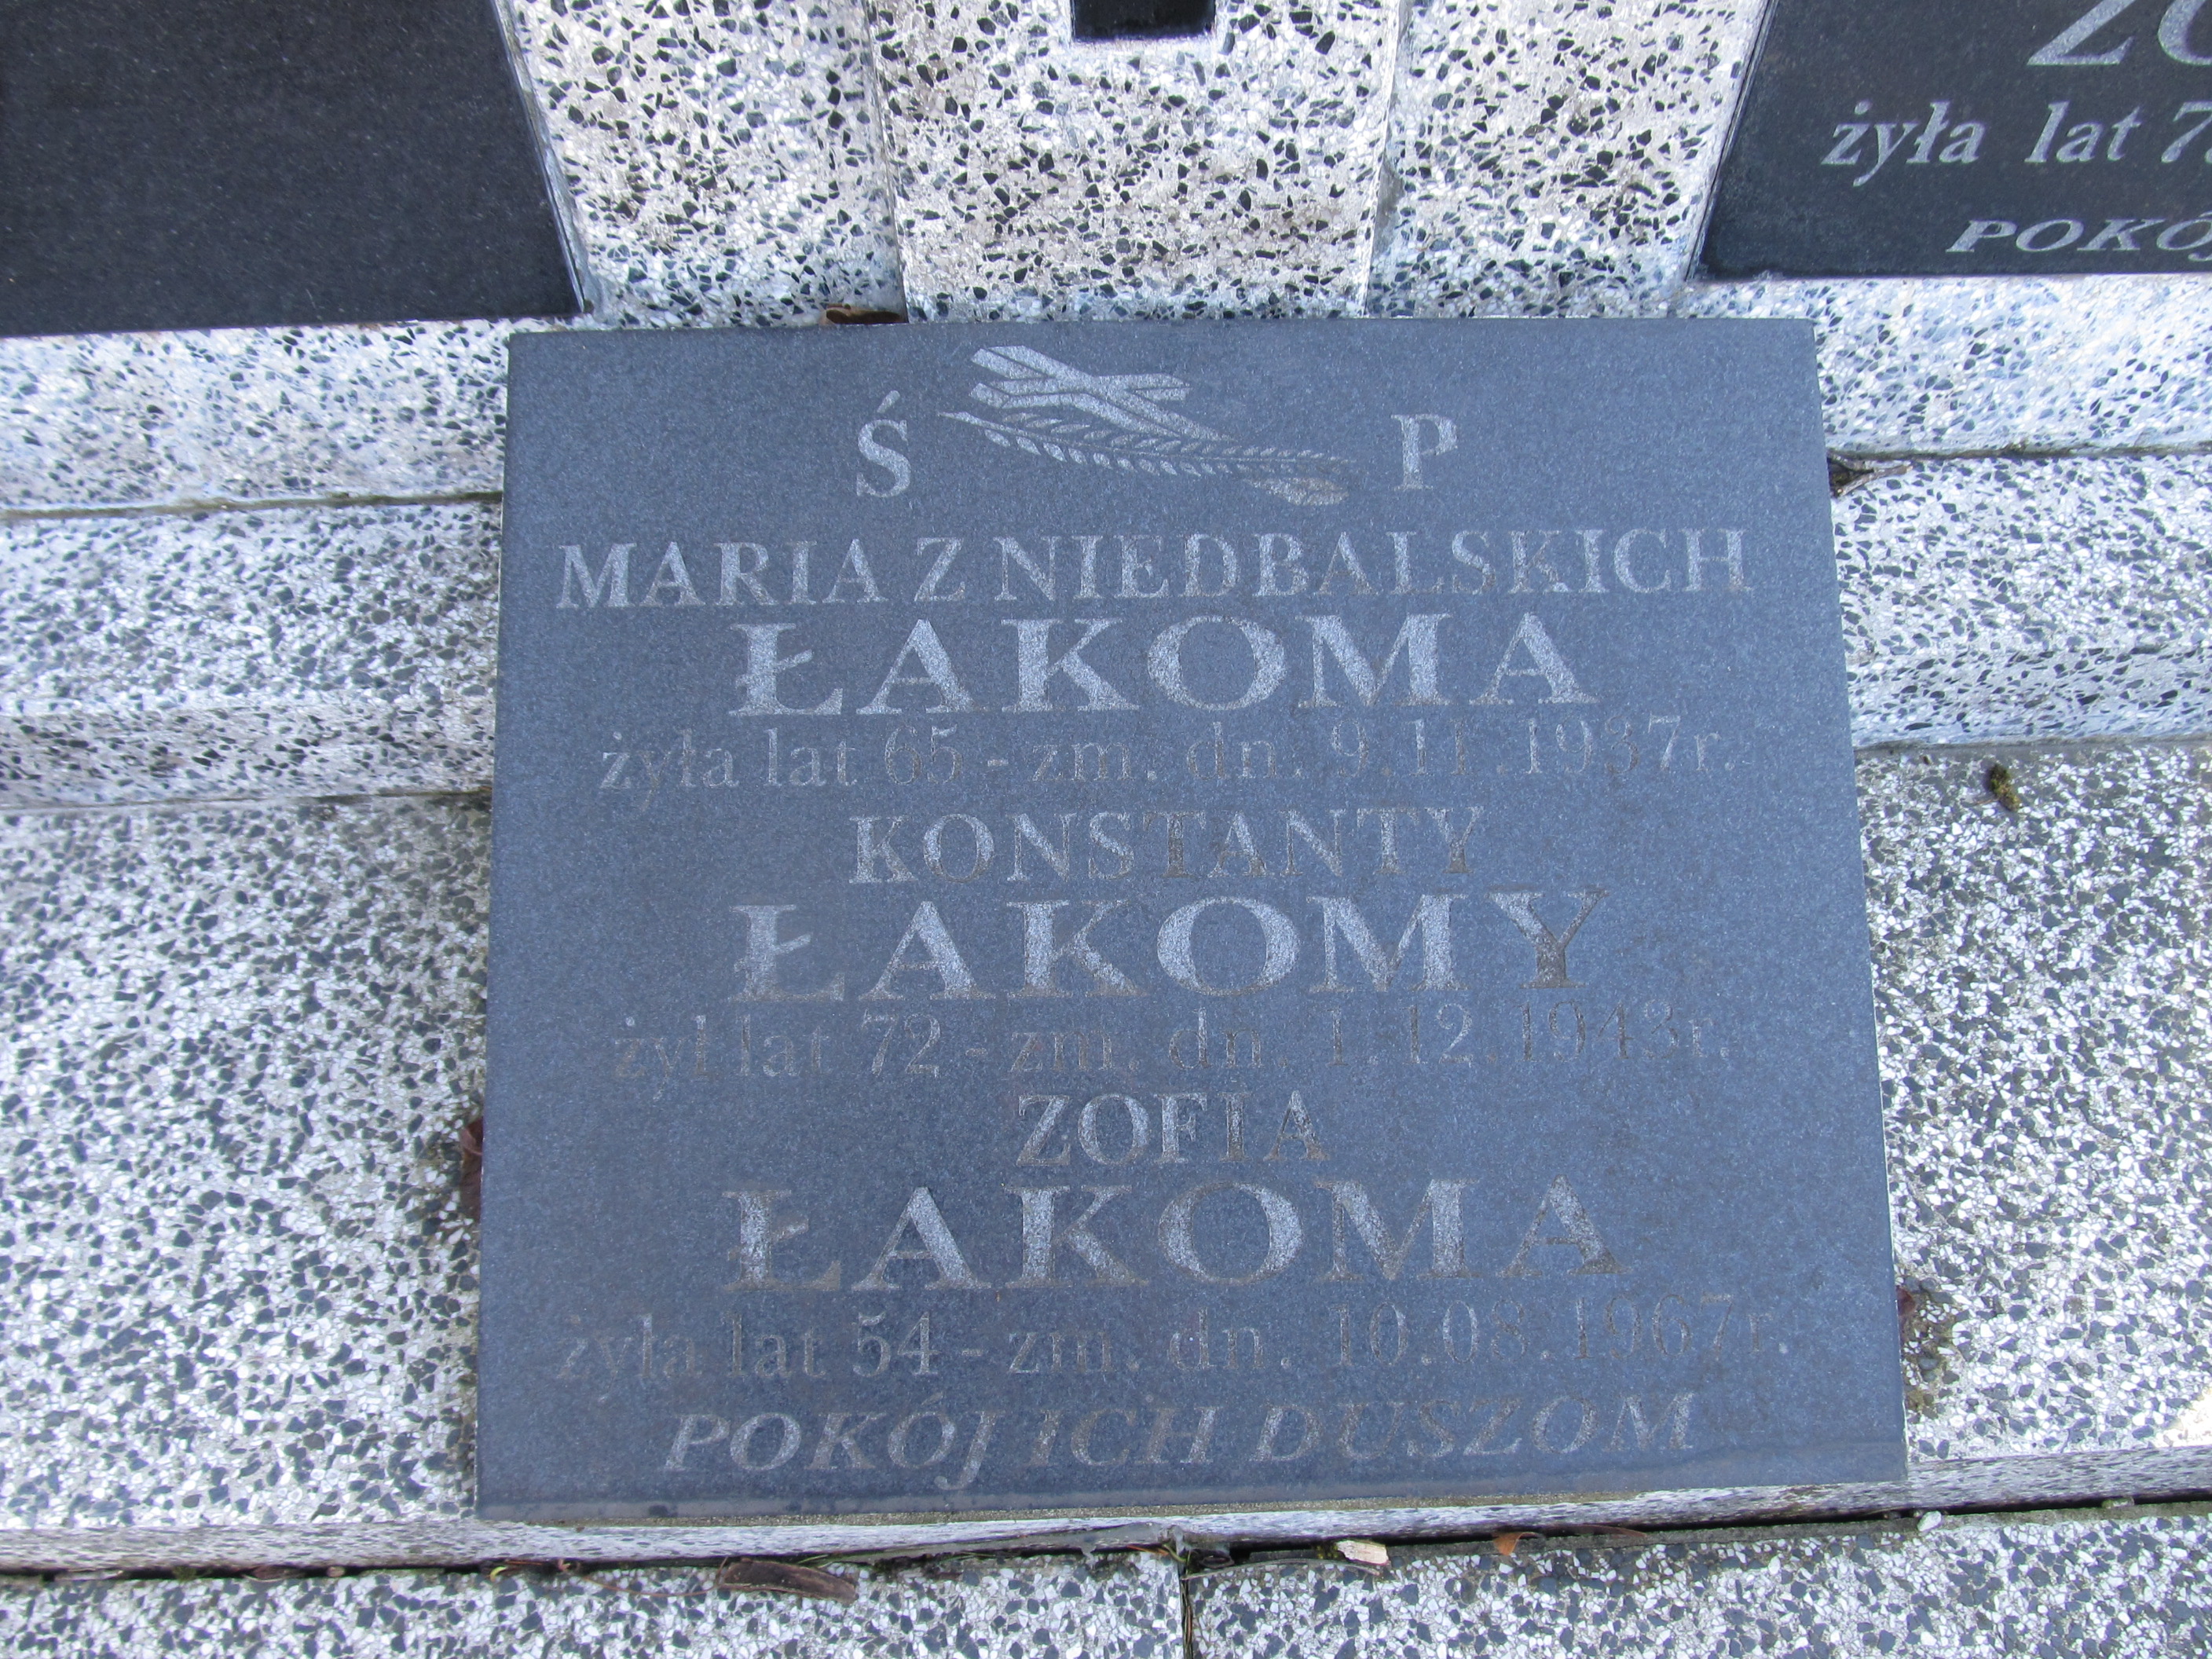 żyła lat
POKÓJ
Ś P
MARIA Z NIEDBALSKICH
ŁAKOMA
żyła lat 65 - zm. dn. 9.11.1937r.
KONSTANTY
ŁAKOMY
żył lat 72 - zm. dn. 1.12.1943r.
ZOFIA
ŁAKOMA
żyła lat 54 - zm. dn. 10.08.1967r.
POKÓJ ICH DUSZOM